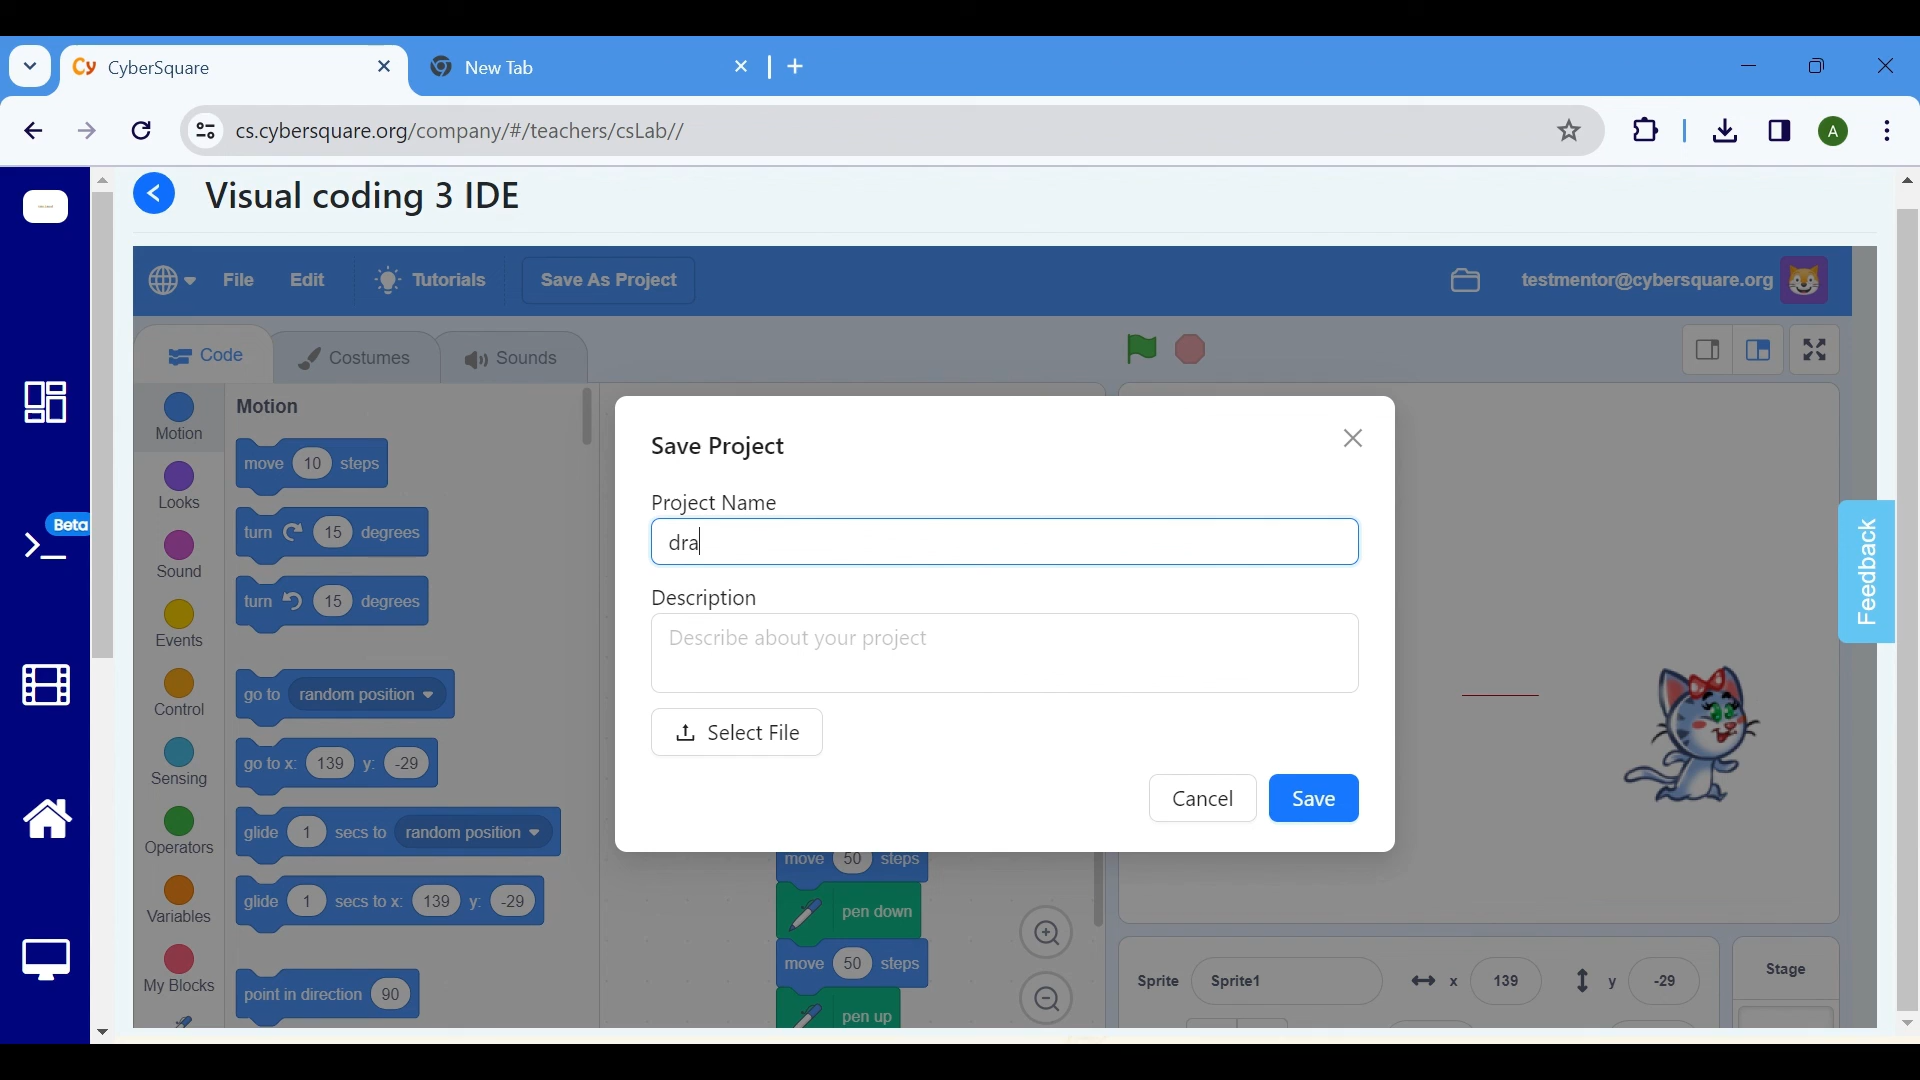 CyberSquare
New Tab
cs.cybersquare.org/company/#/teachers/csLab//
A
Visual coding 3 IDE
File Edit Tutorials Save As Project testmentor@cybersquare.org
Code Costumes Sounds
Motion
Looks
Sound
Events
Control
Sensing
Operators
Variables
My Blocks
Beta
Motion
move 10 steps
turn 15 degrees
turn 15 degrees
go to random position
go to x: 139 y: -29
glide 1 secs to random position
glide 1 secs to x: 139 y: -29
point in direction 90
Save Project
Project Name
dra
Description
Describe about your project
Select File
Cancel Save
move 50 steps
pen down
move 50 steps
pen up
Feedback
Sprite Sprite1 x 139 y -29
Stage